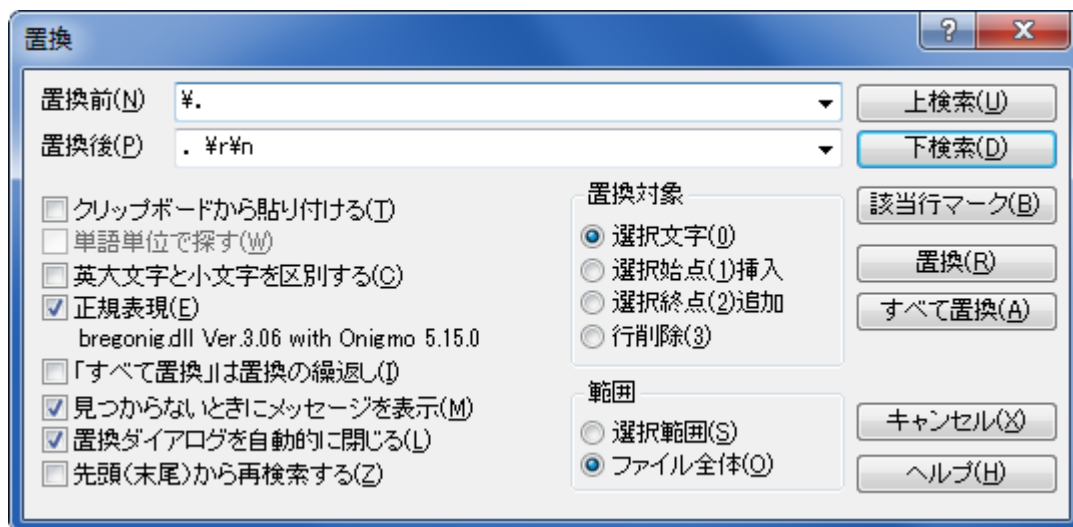 置換
置換前(N) ¥.
上検索(U)
置換後(P) . ¥r¥n
下検索(D)
クリップボードから貼り付ける(T)
単語単位で探す(W)
英大文字と小文字を区別する(C)
正規表現(E)
bregonig.dll Ver.3.06 with Onigmo 5.15.0
「すべて置換」は置換の繰返し(I)
見つからないときにメッセージを表示(M)
置換ダイアログを自動的に閉じる(L)
先頭(末尾)から再検索する(Z)
置換対象
選択文字(0)
選択始点(1)挿入
選択終点(2)追加
行削除(3)
範囲
選択範囲(S)
ファイル全体(O)
該当行マーク(B)
置換(R)
すべて置換(A)
キャンセル(X)
ヘルプ(H)